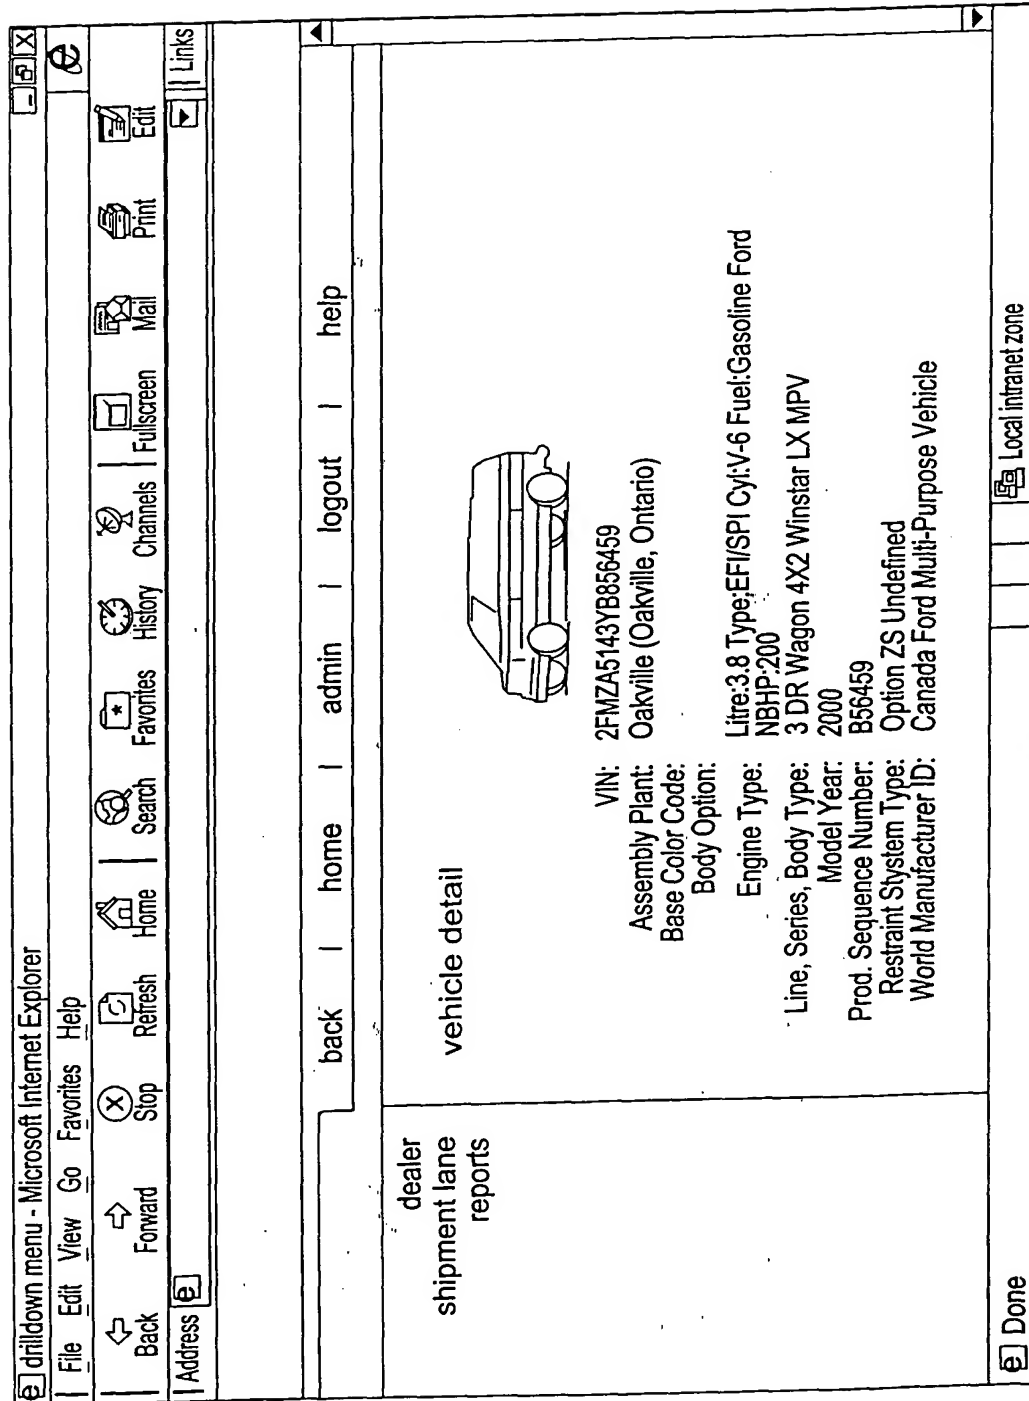 drilldown menu - Microsoft Internet Explorer
File Edit View Go Favorites Help
Back Forward Stop Refresh Home Search Favorites History Channels Fullscreen Mail Print Edit
Address Links
back | home | admin | logout | help
dealer
shipment lane
reports
vehicle detail
VIN: 2FMZA5143YB856459
Assembly Plant: Oakville (Oakville, Ontario)
Base Color Code:
Body Option:
Engine Type: Litre:3.8 Type;EFI/SPI Cyl:V-6 Fuel:Gasoline Ford
NBHP:200
Line, Series, Body Type: 3 DR Wagon 4X2 Winstar LX MPV
Model Year: 2000
Prod. Sequence Number: B56459
Restraint Stystem Type: Option ZS Undefined
World Manufacturer ID: Canada Ford Multi-Purpose Vehicle
Done Local intranet zone